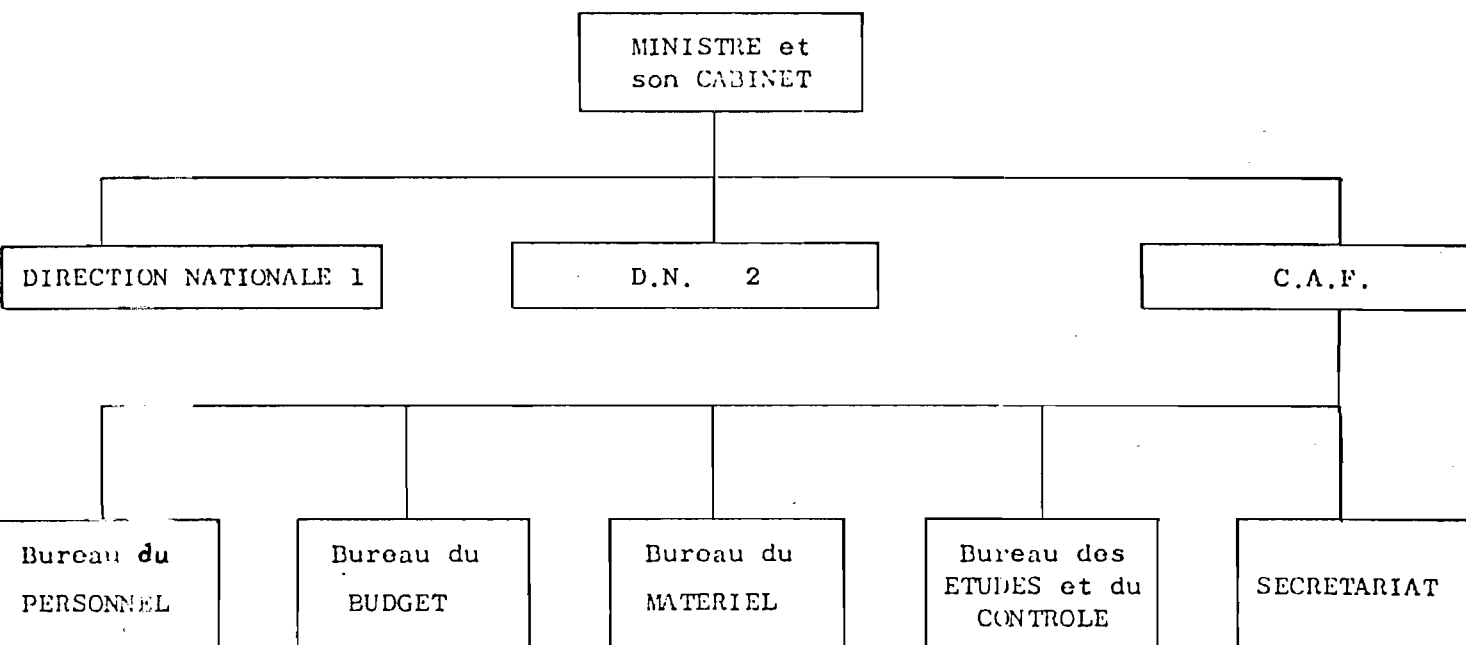 MINISTRE et
son CABINET
DIRECTION NATIONALE 1
D.N. 2
C.A.F.
Bureau du
PERSONNEL
Bureau du
BUDGET
Bureau du
MATERIEL
Bureau des
ETUDES et du
CONTROLE
SECRETARIAT